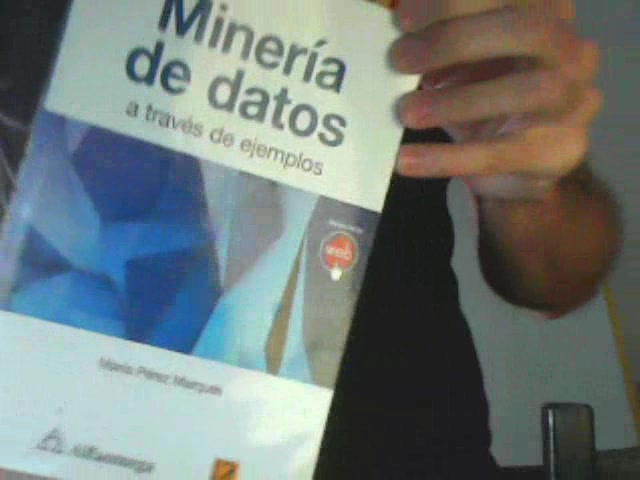 Minería
de datos
a través de ejemplos
web
María Pérez Marqués
Alfaomega